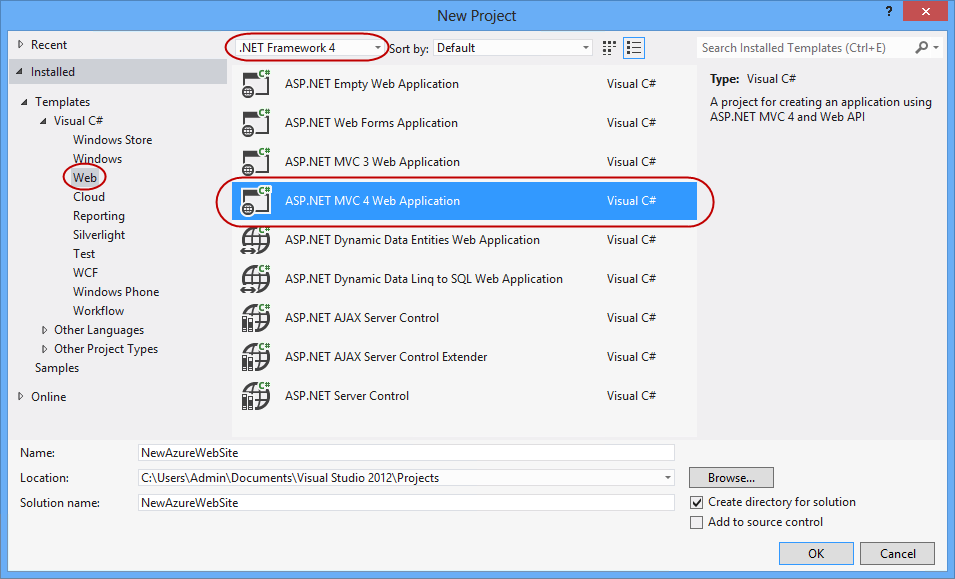 New Project
?
Recent
Installed
Templates
Visual C#
Windows Store
Windows
Web
Cloud
Reporting
Silverlight
Test
WCF
Windows Phone
Workflow
Other Languages
Other Project Types
Samples
Online
.NET Framework 4 Sort by: Default
C# ASP.NET Empty Web Application Visual C#
C# ASP.NET Web Forms Application Visual C#
C# ASP.NET MVC 3 Web Application Visual C#
C# ASP.NET MVC 4 Web Application Visual C#
C# ASP.NET Dynamic Data Entities Web Application Visual C#
C# ASP.NET Dynamic Data Linq to SQL Web Application Visual C#
C# ASP.NET AJAX Server Control Visual C#
C# ASP.NET AJAX Server Control Extender Visual C#
C# ASP.NET Server Control Visual C#
Search Installed Templates (Ctrl+E)
Type: Visual C#
A project for creating an application using
ASP.NET MVC 4 and Web API
Name: NewAzureWebSite
Location: C:\Users\Admin\Documents\Visual Studio 2012\Projects Browse...
Solution name: NewAzureWebSite Create directory for solution
Add to source control
OK Cancel